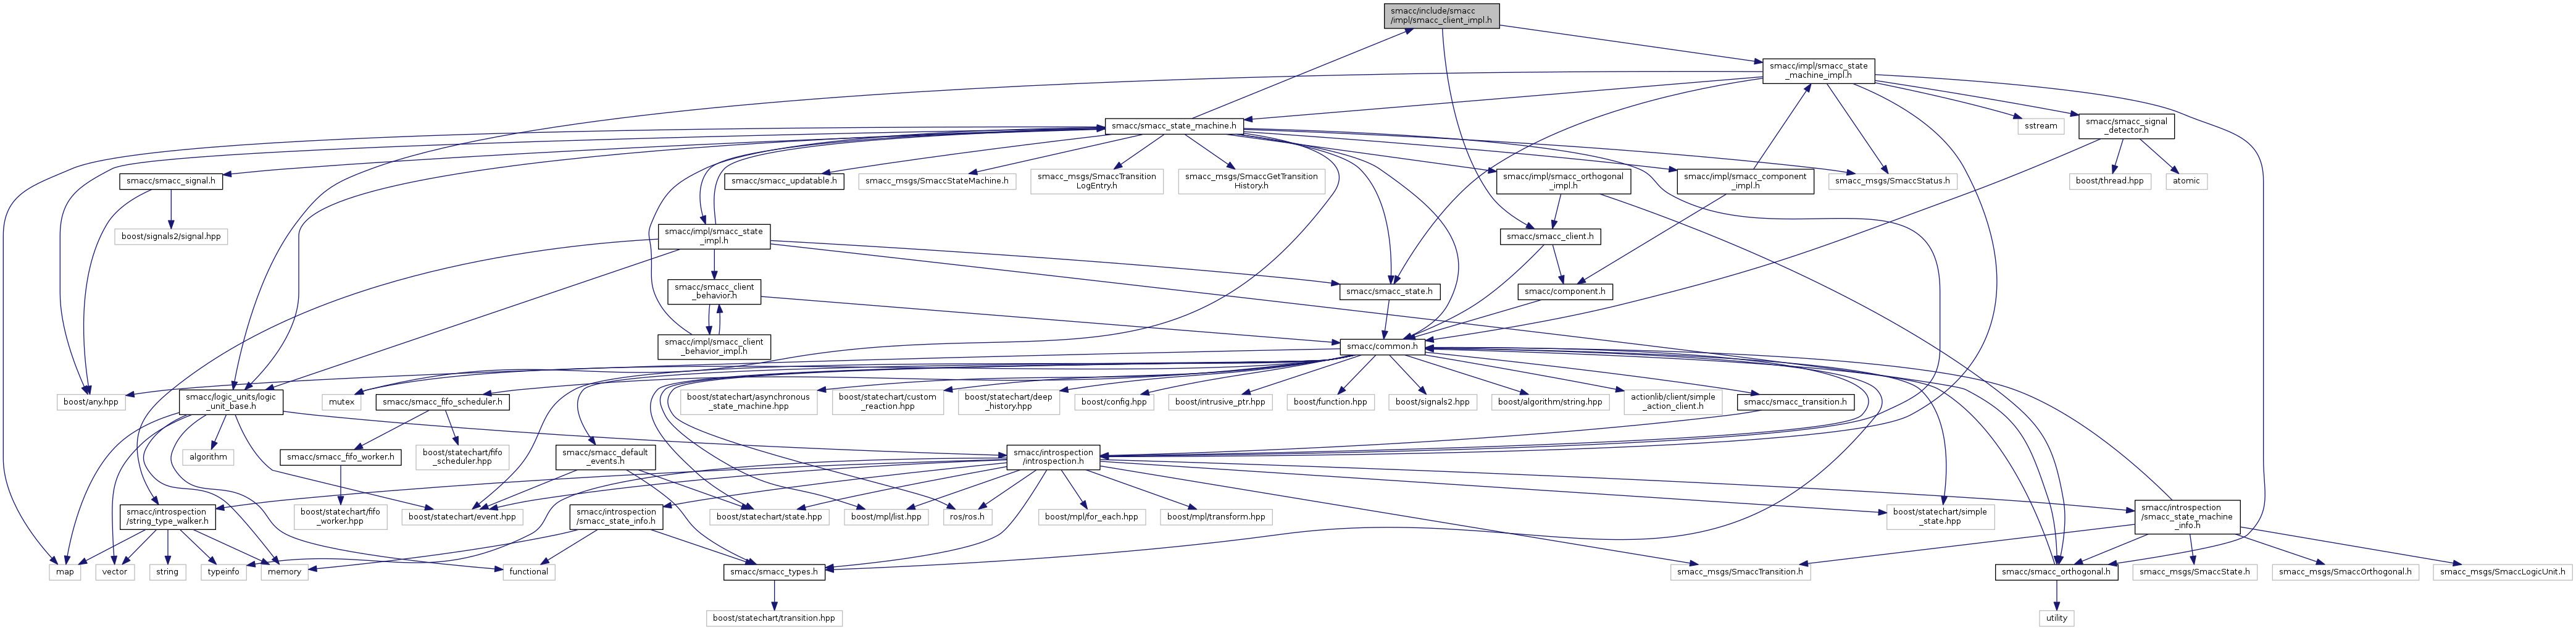 smacc/include/smacc
/impl/smacc_client_impl.h
smacc/impl/smacc_state
_machine_impl.h
smacc/smacc_state_machine.h
sstream
smacc/smacc_signal
_detector.h
smacc/smacc_signal.h
smacc/smacc_updatable.h
smacc_msgs/SmaccStateMachine.h
smacc_msgs/SmaccTransition
LogEntry.h
smacc_msgs/SmaccGetTransition
History.h
smacc/impl/smacc_orthogonal
_impl.h
smacc/impl/smacc_component
_impl.h
smacc_msgs/SmaccStatus.h
boost/thread.hpp
atomic
boost/signals2/signal.hpp
smacc/impl/smacc_state
_impl.h
smacc/smacc_client.h
smacc/smacc_client
_behavior.h
smacc/smacc_state.h
smacc/component.h
smacc/impl/smacc_client
_behavior_impl.h
smacc/common.h
boost/any.hpp
smacc/logic_units/logic
_unit_base.h
mutex
smacc/smacc_fifo_scheduler.h
boost/statechart/asynchronous
_state_machine.hpp
boost/statechart/custom
_reaction.hpp
boost/statechart/deep
_history.hpp
boost/config.hpp
boost/intrusive_ptr.hpp
boost/function.hpp
boost/signals2.hpp
boost/algorithm/string.hpp
actionlib/client/simple
_action_client.h
smacc/smacc_transition.h
algorithm
smacc/smacc_fifo_worker.h
boost/statechart/fifo
_scheduler.hpp
smacc/smacc_default
_events.h
smacc/introspection
/introspection.h
smacc/introspection
/string_type_walker.h
boost/statechart/fifo
_worker.hpp
boost/statechart/event.hpp
smacc/introspection
/smacc_state_info.h
boost/statechart/state.hpp
boost/mpl/list.hpp
ros/ros.h
boost/mpl/for_each.hpp
boost/mpl/transform.hpp
boost/statechart/simple
_state.hpp
smacc/introspection
/smacc_state_machine
_info.h
map
vector
string
typeinfo
memory
functional
smacc/smacc_types.h
smacc_msgs/SmaccTransition.h
smacc/smacc_orthogonal.h
smacc_msgs/SmaccState.h
smacc_msgs/SmaccOrthogonal.h
smacc_msgs/SmaccLogicUnit.h
boost/statechart/transition.hpp
utility